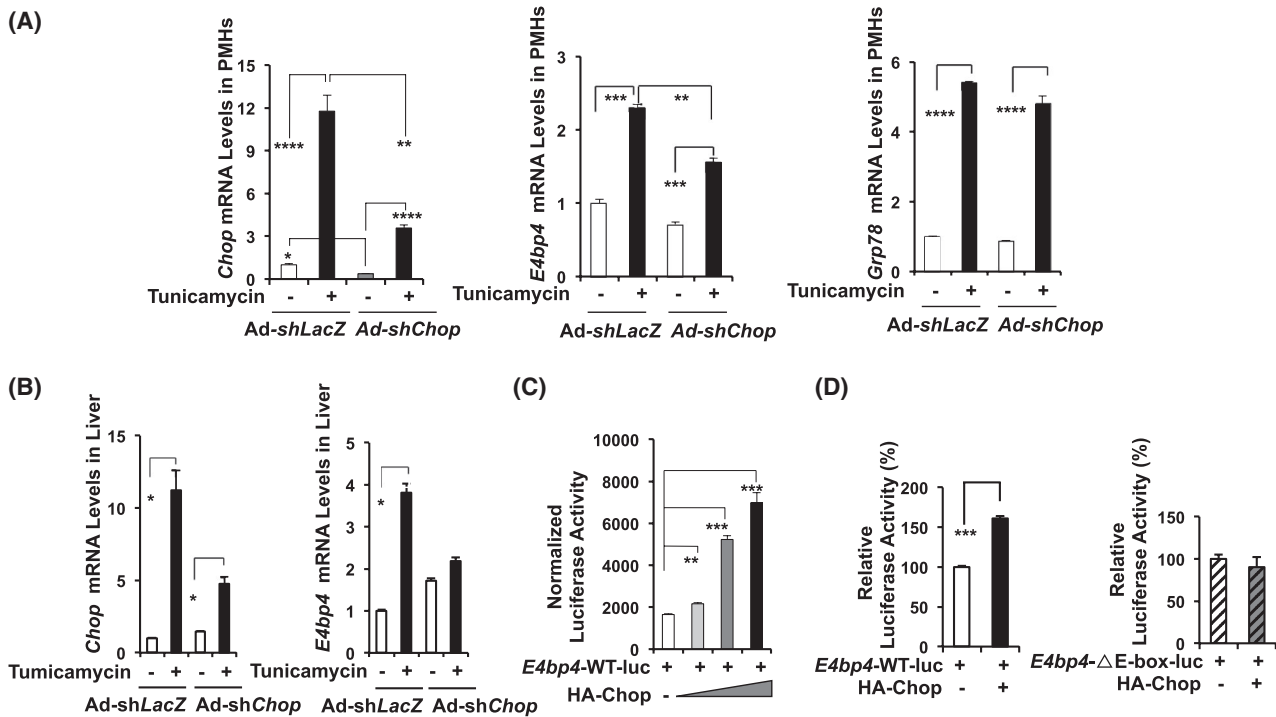 (A)
Chop mRNA Levels in PMHs
15
12
9
6
3
0
****
**
****
*
Tunicamycin - + - +
Ad-shLacZ Ad-shChop
E4bp4 mRNA Levels in PMHs
3
2
1
0
***
**
***
Tunicamycin - + - +
Ad-shLacZ Ad-shChop
Grp78 mRNA Levels in PMHs
6
4
2
0
****
****
Tunicamycin - + - +
Ad-shLacZ Ad-shChop
(B)
Chop mRNA Levels in Liver
15
10
5
0
*
*
Tumicamycin - + - +
Ad-shLacZ Ad-shChop
E4bp4 mRNA Levels in Liver
5
4
3
2
1
0
*
Tunicamycin - + - +
Ad-shLacZ Ad-shChop
(C)
Normalized
Luciferase Activity
10000
8000
6000
4000
2000
0
***
***
**
E4bp4-WT-luc + + + +
HA-Chop -
(D)
Relative
Luciferase Activity (%)
200
150
100
50
0
***
E4bp4-WT-luc + +
HA-Chop - +
Relative
Luciferase Activity (%)
150
100
50
0
E4bp4-△E-box-luc + +
HA-Chop - +